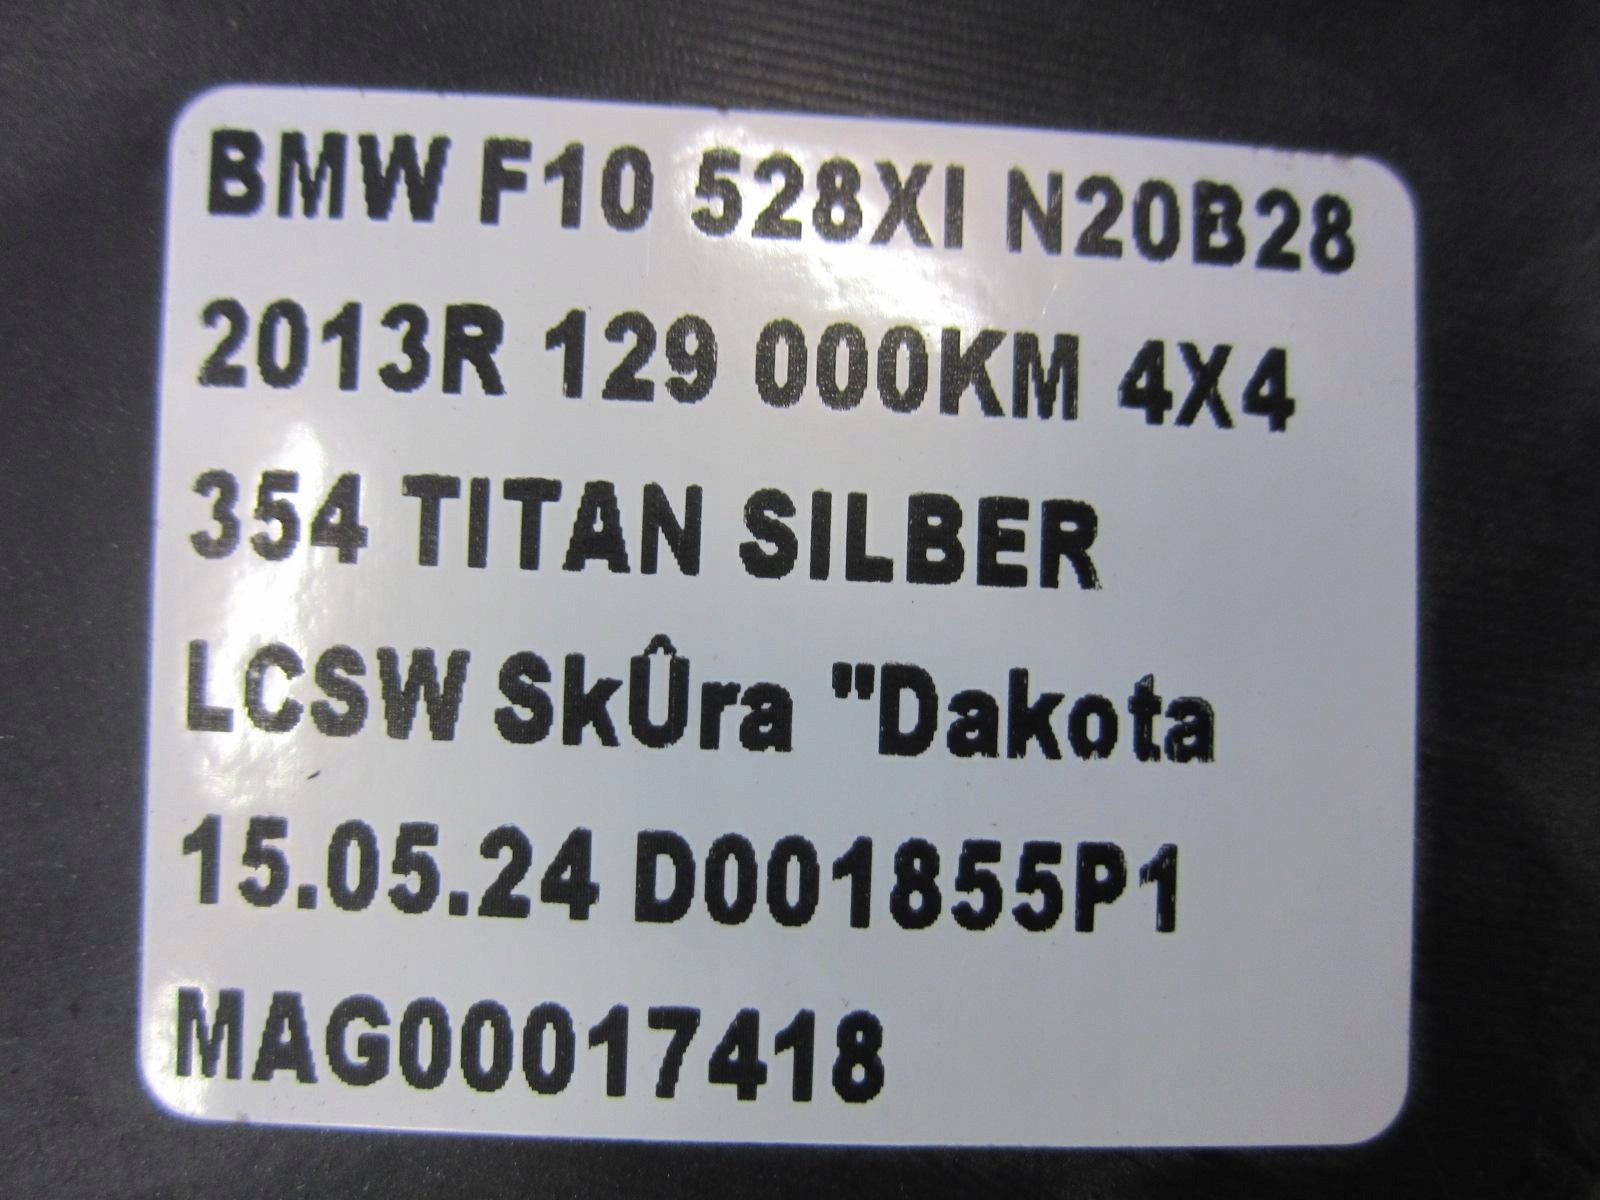 BMW F10 528XI N20B28
2013R 129 000KM 4X4
354 TITAN SILBER
LCSW SkÛra "Dakota
15.05.24 D001855P1
MAG00017418